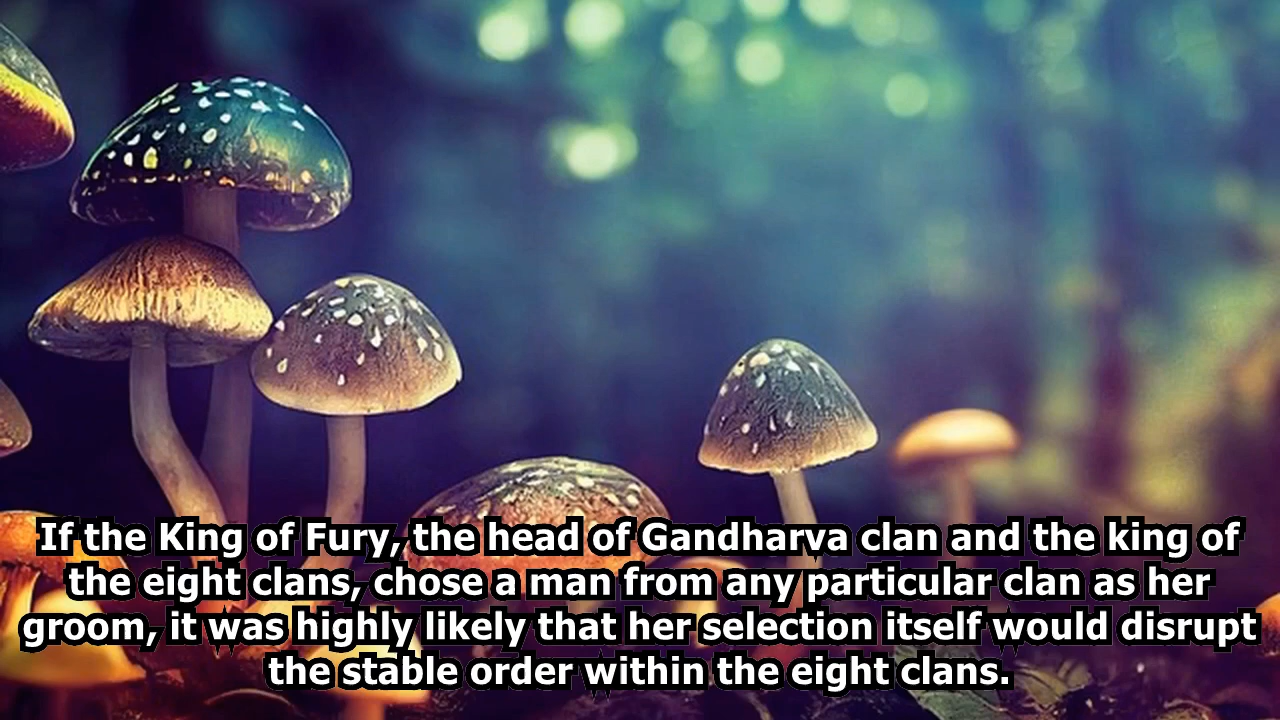 If the King of Fury, the head of Gandharva clan and the king of
the eight clans, chose a man from any particular clan as her
groom, it was highly likely that her selection itself would disrupt
the stable order within the eight clans.